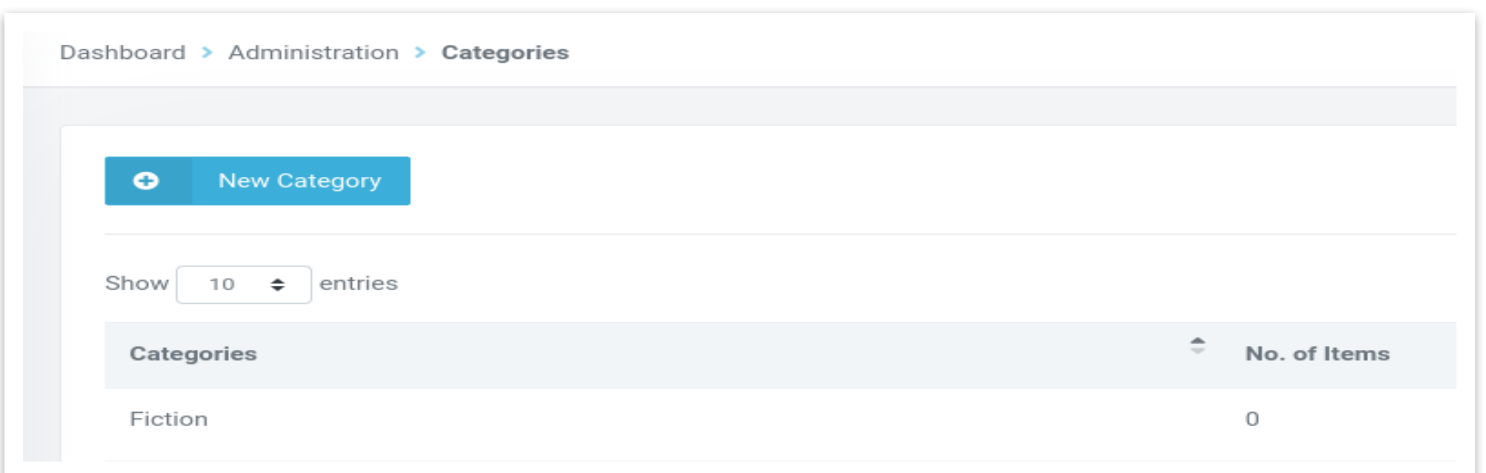 Dashboard > Administration > Categories
New Category
Show 10 entries
Categories No. of Items
Fiction 0